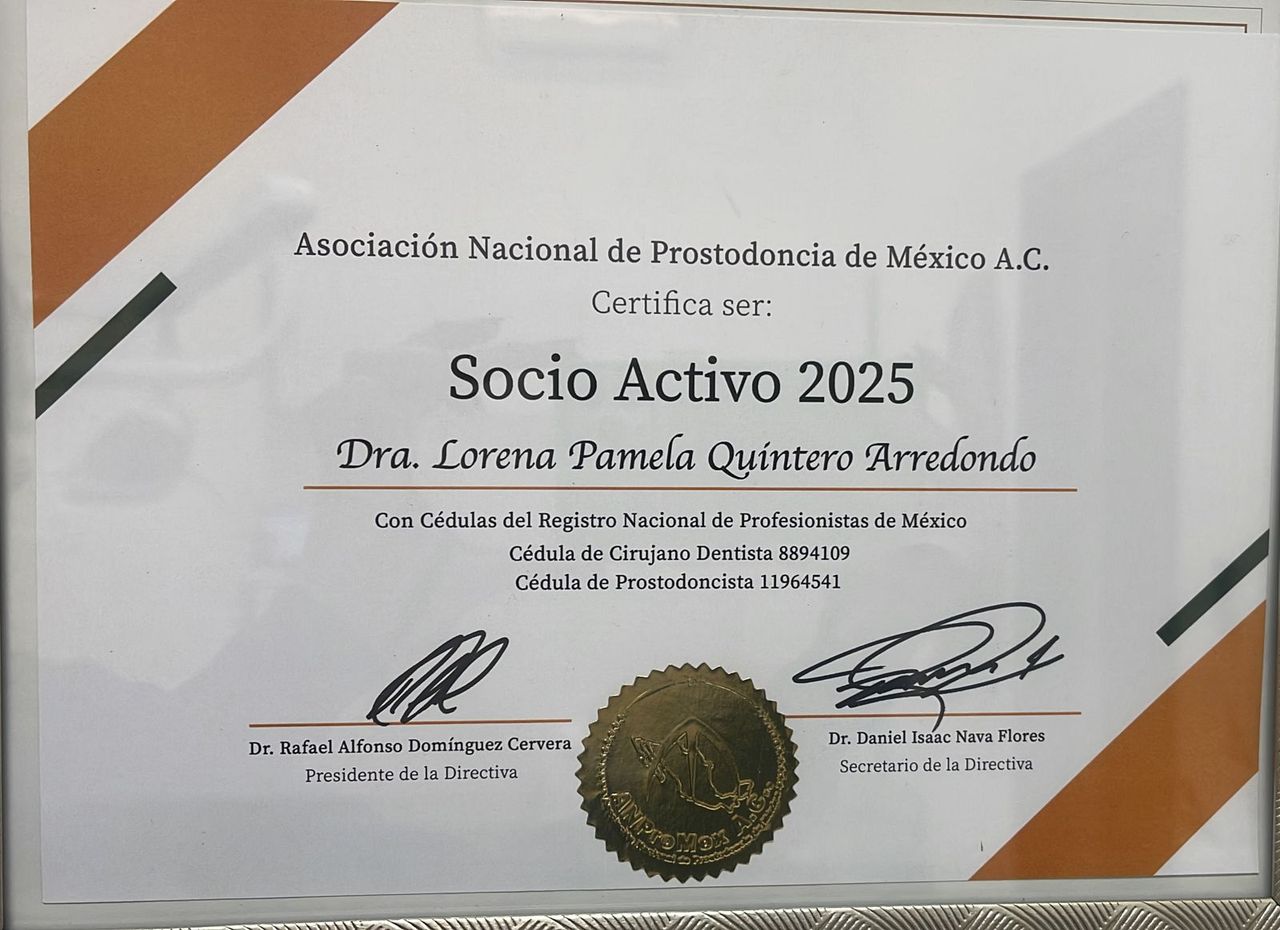 Asociación Nacional de Prostodoncia de México A.C.
Certifica ser:
Socio Activo 2025
Dra. Lorena Pamela Quintero Arredondo
Con Cédulas del Registro Nacional de Profesionistas de México
Cédula de Cirujano Dentista 8894109
Cédula de Prostodoncista 11964541
Dr. Rafael Alfonso Domínguez Cervera
Presidente de la Directiva
Dr. Daniel Isaac Nava Flores
Secretario de la Directiva
ANProMex A.C.